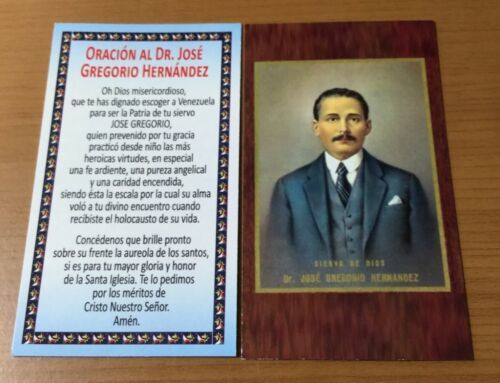 ORACIÓN AL DR. JOSÉ
GREGORIO HERNÁNDEZ
Oh Dios misericordioso,
que te has dignado escoger a Venezuela
para ser la Patria de tu siervo
JOSE GREGORIO,
quien prevenido por tu gracia
practicó desde niño las más
heroicas virtudes, en especial
una fe ardiente, una pureza angelical
y una caridad encendida,
siendo ésta la escala por la cual su alma
voló a tu divino encuentro cuando
recibiste el holocausto de su vida.
Concédenos que brille pronto
sobre su frente la aureola de los santos,
si es para tu mayor gloria y honor
de la Santa Iglesia. Te lo pedimos
por los méritos de
Cristo Nuestro Señor.
Amén.
SIERVO DE DIOS
Dr. JOSÉ GREGORIO HERNANDEZ